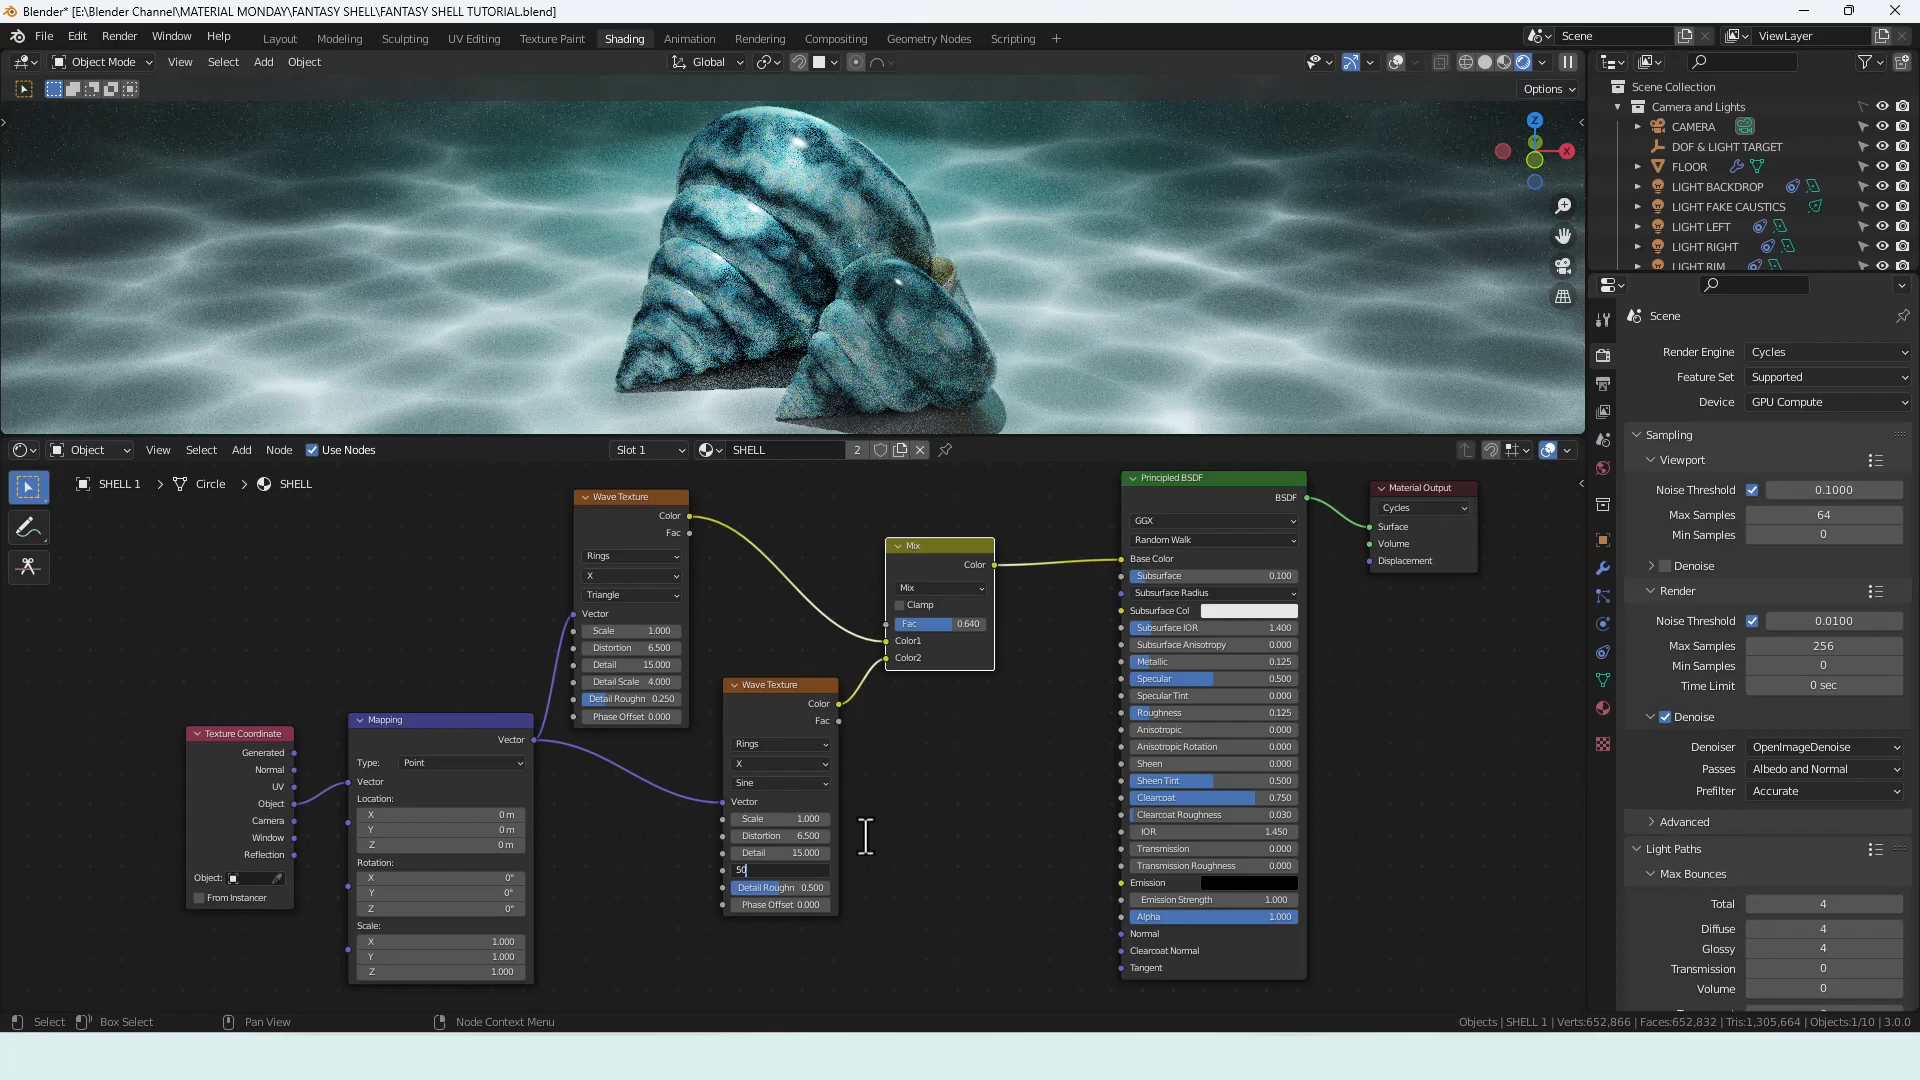 Blender* [E:\Blender Channel\MATERIAL MONDAY\FANTASY SHELL\FANTASY SHELL TUTORIAL.blend]
File Edit Render Window Help
Layout Modeling Sculpting UV Editing Texture Paint Shading Animation Rendering Compositing Geometry Nodes Scripting +
Scene
ViewLayer
Object Mode View Select Add Object
Global
Options
Z
X
Scene Collection
Camera and Lights
CAMERA
DOF & LIGHT TARGET
FLOOR
LIGHT BACKDROP
LIGHT FAKE CAUSTICS
LIGHT LEFT
LIGHT RIGHT
LIGHT RIM
Object View Select Add Node Use Nodes
Slot 1
SHELL 2
SHELL 1 > Circle > SHELL
Wave Texture
Color
Fac
Rings
X
Triangle
Vector
Scale 1.000
Distortion 6.500
Detail 15.000
Detail Scale 4.000
Detail Roughn 0.250
Phase Offset 0.000
Texture Coordinate
Generated
Normal
UV
Object
Camera
Window
Reflection
Object:
From Instancer
Mapping
Vector
Type: Point
Vector
Location:
X 0 m
Y 0 m
Z 0 m
Rotation:
X 0°
Y 0°
Z 0°
Scale:
X 1.000
Y 1.000
Z 1.000
Wave Texture
Color
Fac
Rings
X
Sine
Vector
Scale 1.000
Distortion 6.500
Detail 15.000
50
Detail Roughn 0.500
Phase Offset 0.000
Mix
Color
Mix
Clamp
Fac 0.640
Color1
Color2
Principled BSDF
BSDF
GGX
Random Walk
Base Color
Subsurface 0.100
Subsurface Radius
Subsurface Col
Subsurface IOR 1.400
Subsurface Anisotropy 0.000
Metallic 0.125
Specular 0.500
Specular Tint 0.000
Roughness 0.125
Anisotropic 0.000
Anisotropic Rotation 0.000
Sheen 0.000
Sheen Tint 0.500
Clearcoat 0.750
Clearcoat Roughness 0.030
IOR 1.450
Transmission 0.000
Transmission Roughness 0.000
Emission
Emission Strength 1.000
Alpha 1.000
Normal
Clearcoat Normal
Tangent
Material Output
Cycles
Surface
Volume
Displacement
Scene
Render Engine Cycles
Feature Set Supported
Device GPU Compute
Sampling
Viewport
Noise Threshold 0.1000
Max Samples 64
Min Samples 0
Denoise
Render
Noise Threshold 0.0100
Max Samples 256
Min Samples 0
Time Limit 0 sec
Denoise
Denoiser OpenImageDenoise
Passes Albedo and Normal
Prefilter Accurate
Advanced
Light Paths
Max Bounces
Total 4
Diffuse 4
Glossy 4
Transmission 0
Volume 0
Select Box Select Pan View Node Context Menu
Objects | SHELL 1 | Verts:652,866 | Faces:652,832 | Tris:1,305,664 | Objects:1/10 | 3.0.0